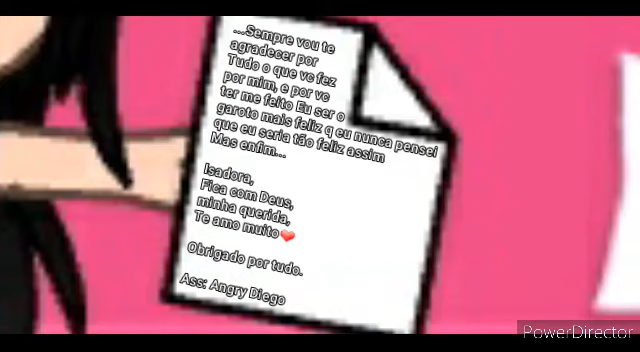 ...Sempre vou te
agradecer por
Tudo o que vc fez
por mim, e por vc
ter me feito Eu ser o
garoto mais feliz q eu nunca pensei
que eu seria tão feliz assim
Mas enfim...
Isadora,
Fica com Deus,
minha querida,
Te amo muito❤
Obrigado por tudo.
Ass: Angry Diego
PowerDirector